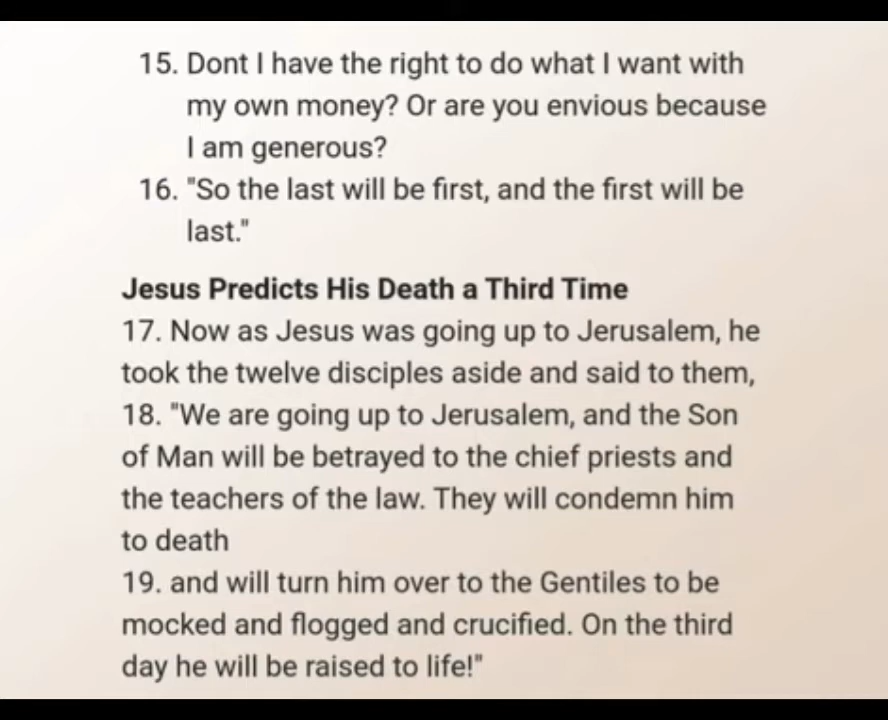 15. Dont I have the right to do what I want with
my own money? Or are you envious because
I am generous?
16. "So the last will be first, and the first will be
last."
Jesus Predicts His Death a Third Time
17. Now as Jesus was going up to Jerusalem, he
took the twelve disciples aside and said to them,
18. "We are going up to Jerusalem, and the Son
of Man will be betrayed to the chief priests and
the teachers of the law. They will condemn him
to death
19. and will turn him over to the Gentiles to be
mocked and flogged and crucified. On the third
day he will be raised to life!"